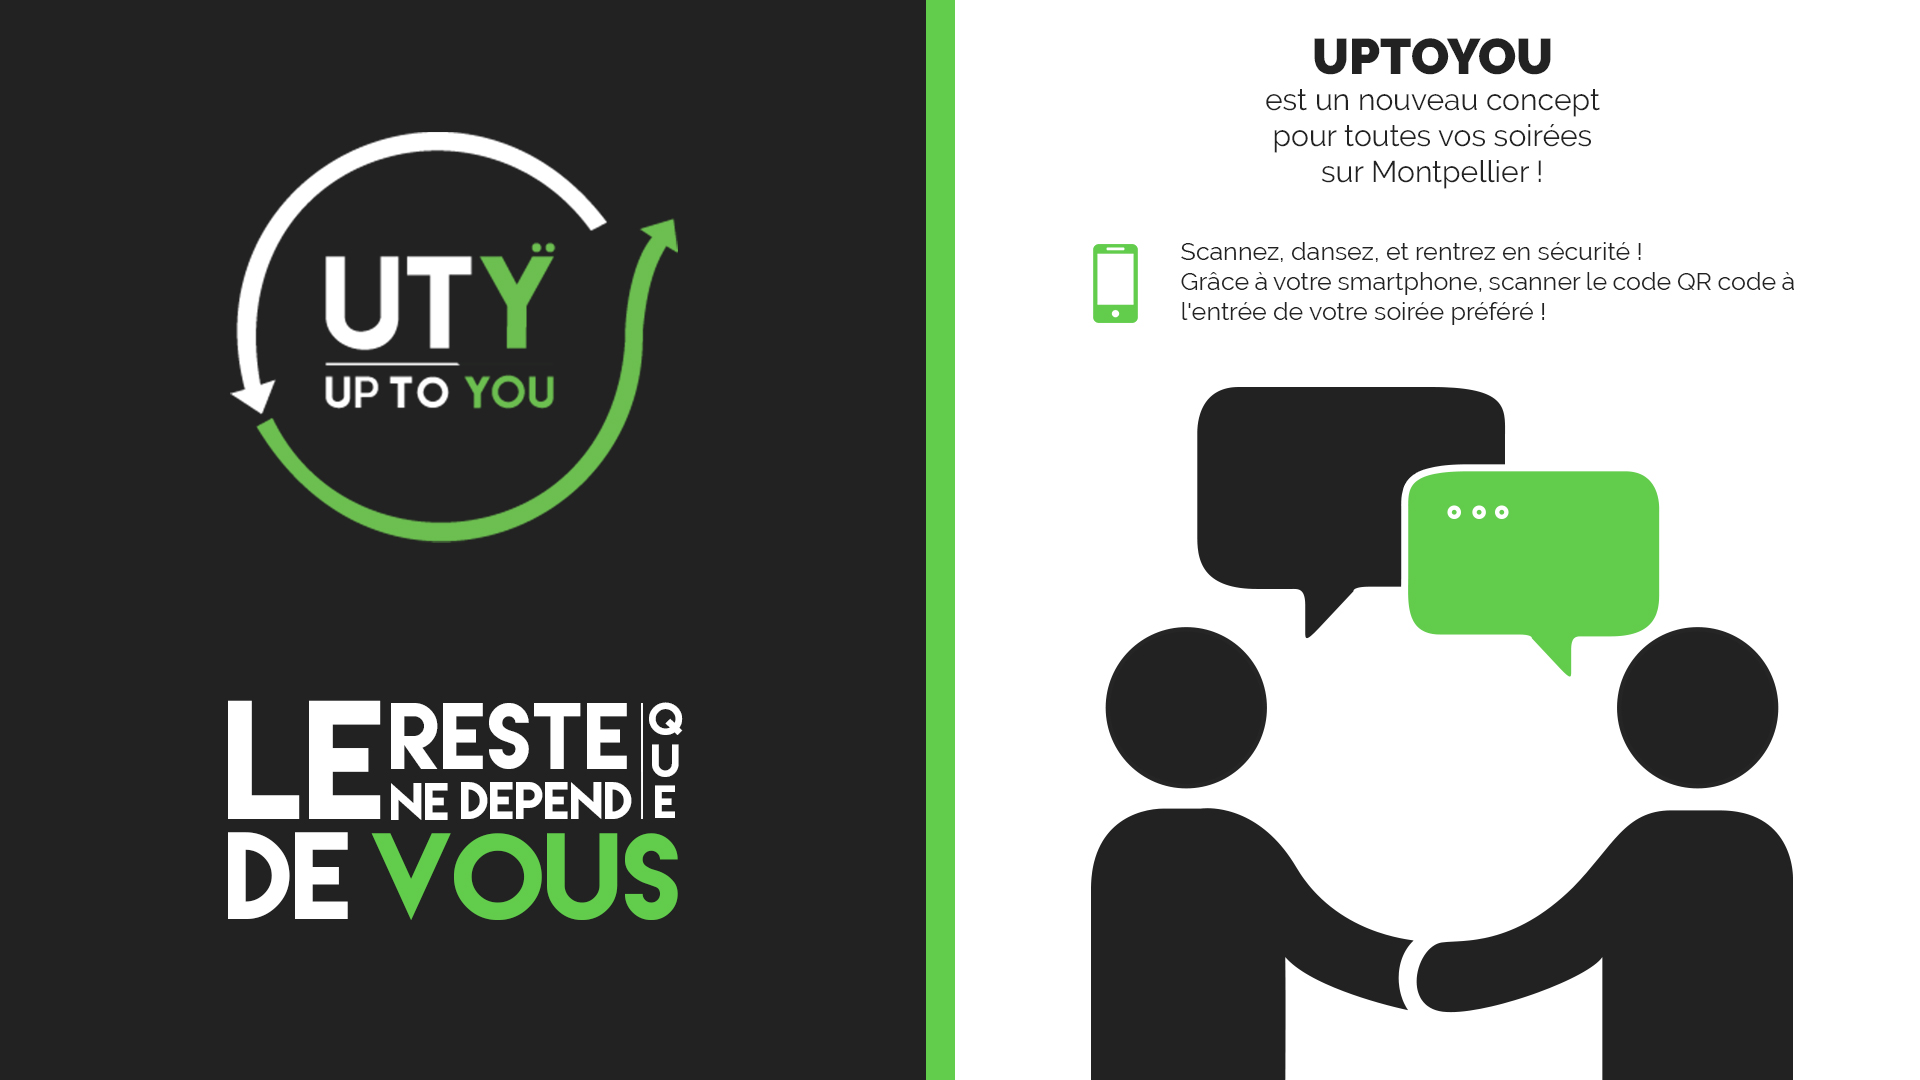 UTŸ
UP TO YOU
LE RESTE
NE DEPEND
QUE
DE VOUS
UPTOYOU
est un nouveau concept
pour toutes vos soirées
sur Montpellier !
Scannez, dansez, et rentrez en sécurité !
Grâce à votre smartphone, scanner le code QR code à
l'entrée de votre soirée préféré !